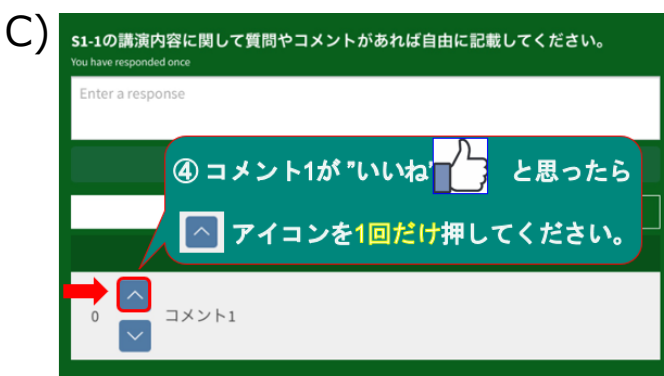 C)
S1-1の講演内容に関して質問やコメントがあれば自由に記載してください。
You have responded once
Enter a response
④ コメント1が "いいね" と思ったら
アイコンを1回だけ押してください。
0 コメント1